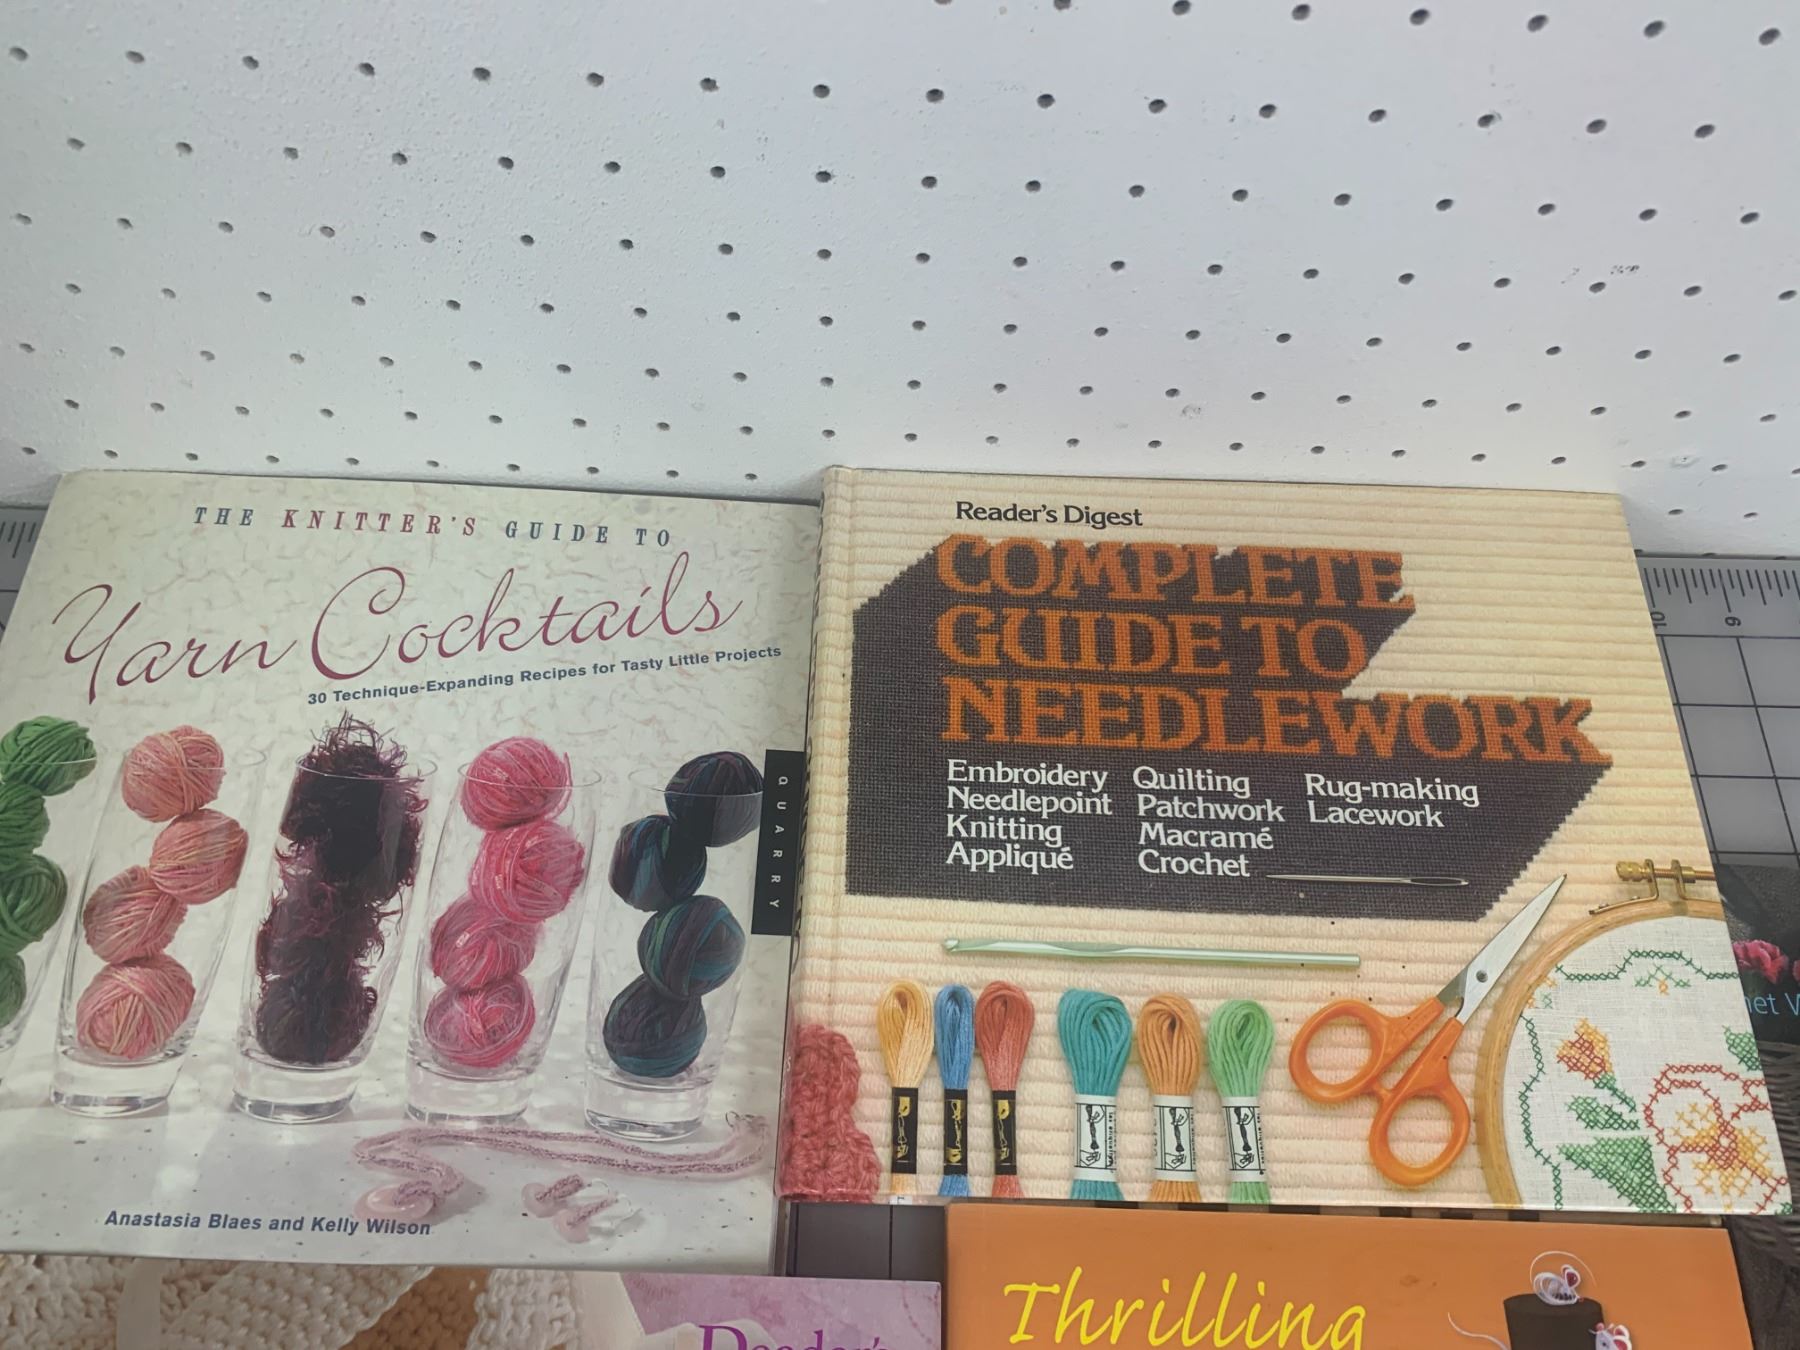 THE KNITTER'S GUIDE TO
Yarn Cocktails
30 Technique-Expanding Recipes for Tasty Little Projects
QUARRY
Anastasia Blaes and Kelly Wilson
Reader's Digest
COMPLETE
GUIDE TO
NEEDLEWORK
Embroidery
Needlepoint
Knitting
Appliqué
Quilting
Patchwork
Macramé
Crochet
Rug-making
Lacework
10
9
Thrilling